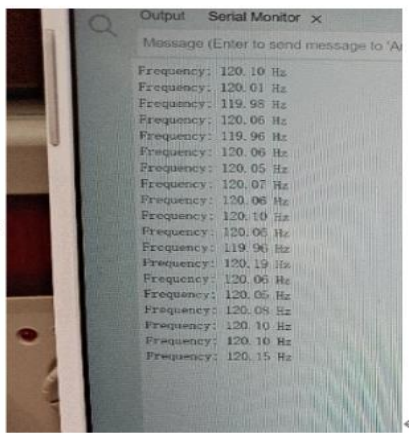 Output Serial Monitor ×
Message (Enter to send message to 'A
Frequency: 120.10 Hz
Frequency: 120.01 Hz
Frequency: 119.98 Hz
Frequency: 120.06 Hz
Frequency: 119.96 Hz
Frequency: 120.06 Hz
Frequency: 120.05 Hz
Frequency: 120.07 Hz
Frequency: 120.06 Hz
Frequency: 120.10 Hz
Frequency: 120.06 Hz
Frequency: 119.96 Hz
Frequency: 120.19 Hz
Frequency: 120.06 Hz
Frequency: 120.05 Hz
Frequency: 120.08 Hz
Frequency: 120.10 Hz
Frequency: 120.10 Hz
Frequency: 120.15 Hz